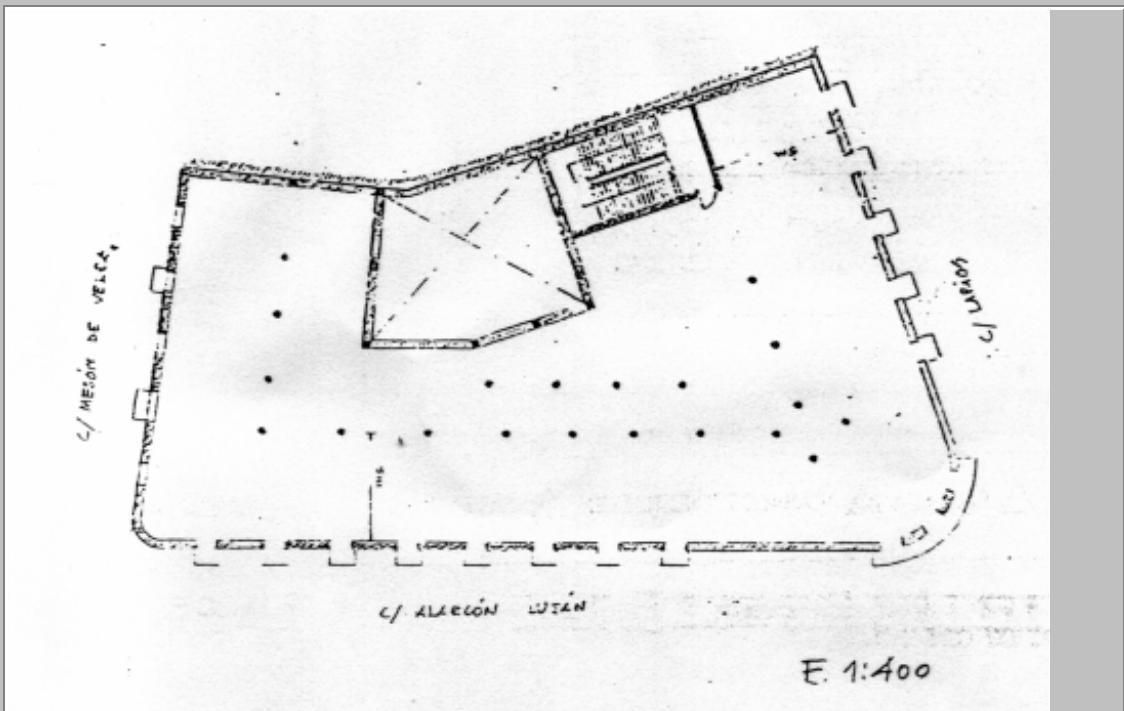 C/ MESÓN DE VELEZ,
C/ LARIOS
C/ ALARCÓN LUJÁN
E. 1:400